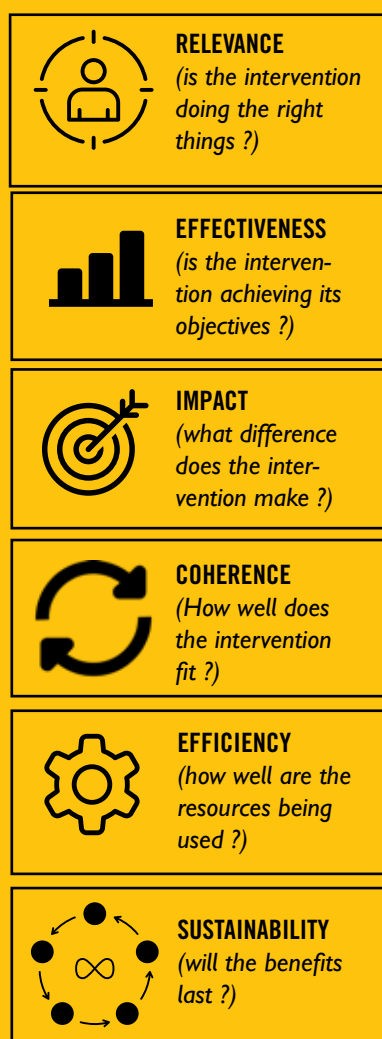 RELEVANCE
(is the intervention
doing the right
things ?)
EFFECTIVENESS
(is the interven-
tion achieving its
objectives ?)
IMPACT
(what difference
does the inter-
vention make ?)
COHERENCE
(How well does
the intervention
fit ?)
EFFICIENCY
(how well are the
resources being
used ?)
SUSTAINABILITY
(will the benefits
last ?)